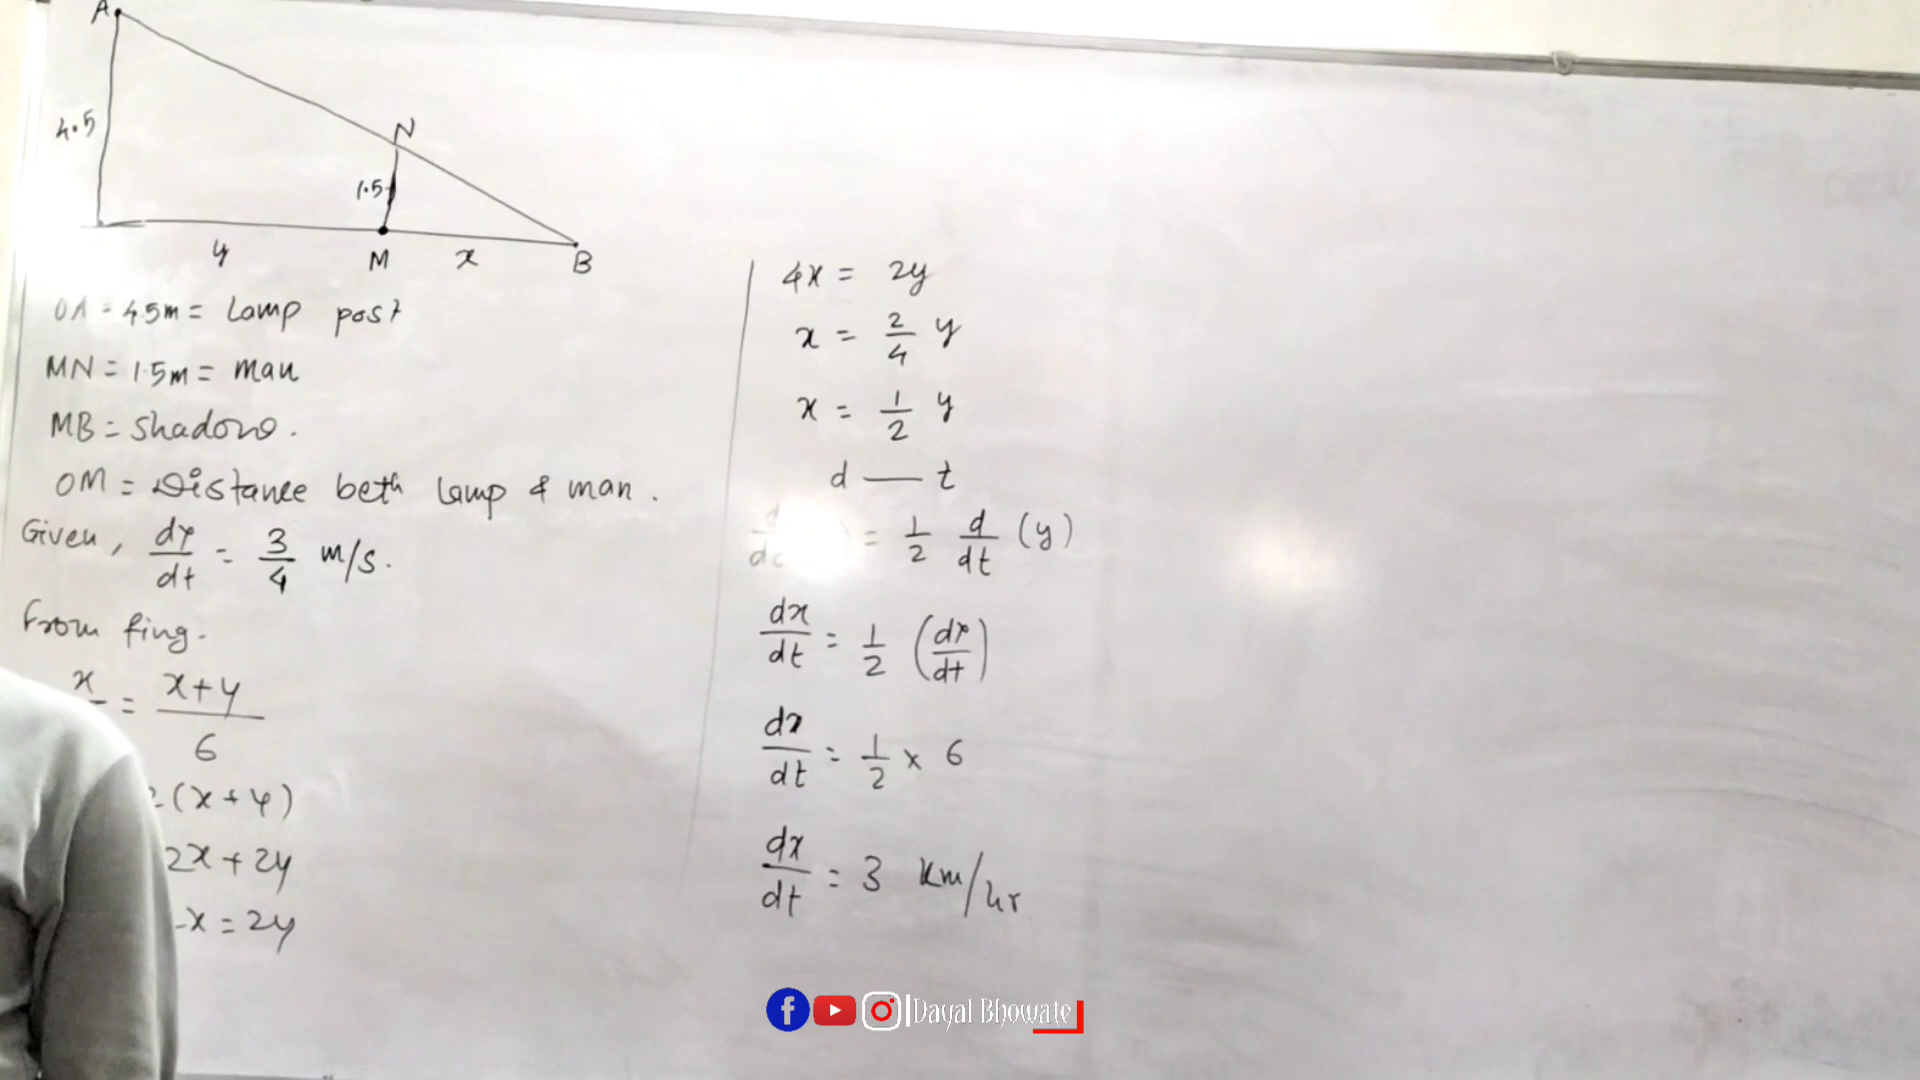 A
4.5
N
1.5
y M x B
OA = 4.5m = Lamp post
MN = 1.5m = man
MB = Shadow.
OM = Distance betn Lamp & man.
Given, dy/dt = 3/4 m/s.
From fing.
x = x+y/6
2(x+y)
2x+2y
-x = 2y
4x = 2y
x = 2/4 y
x = 1/2 y
d — t
= 1/2 d/dt (y)
dx/dt = 1/2 (dy/dt)
dx/dt = 1/2 × 6
dx/dt = 3 Km/hr
Dayal Bhowate